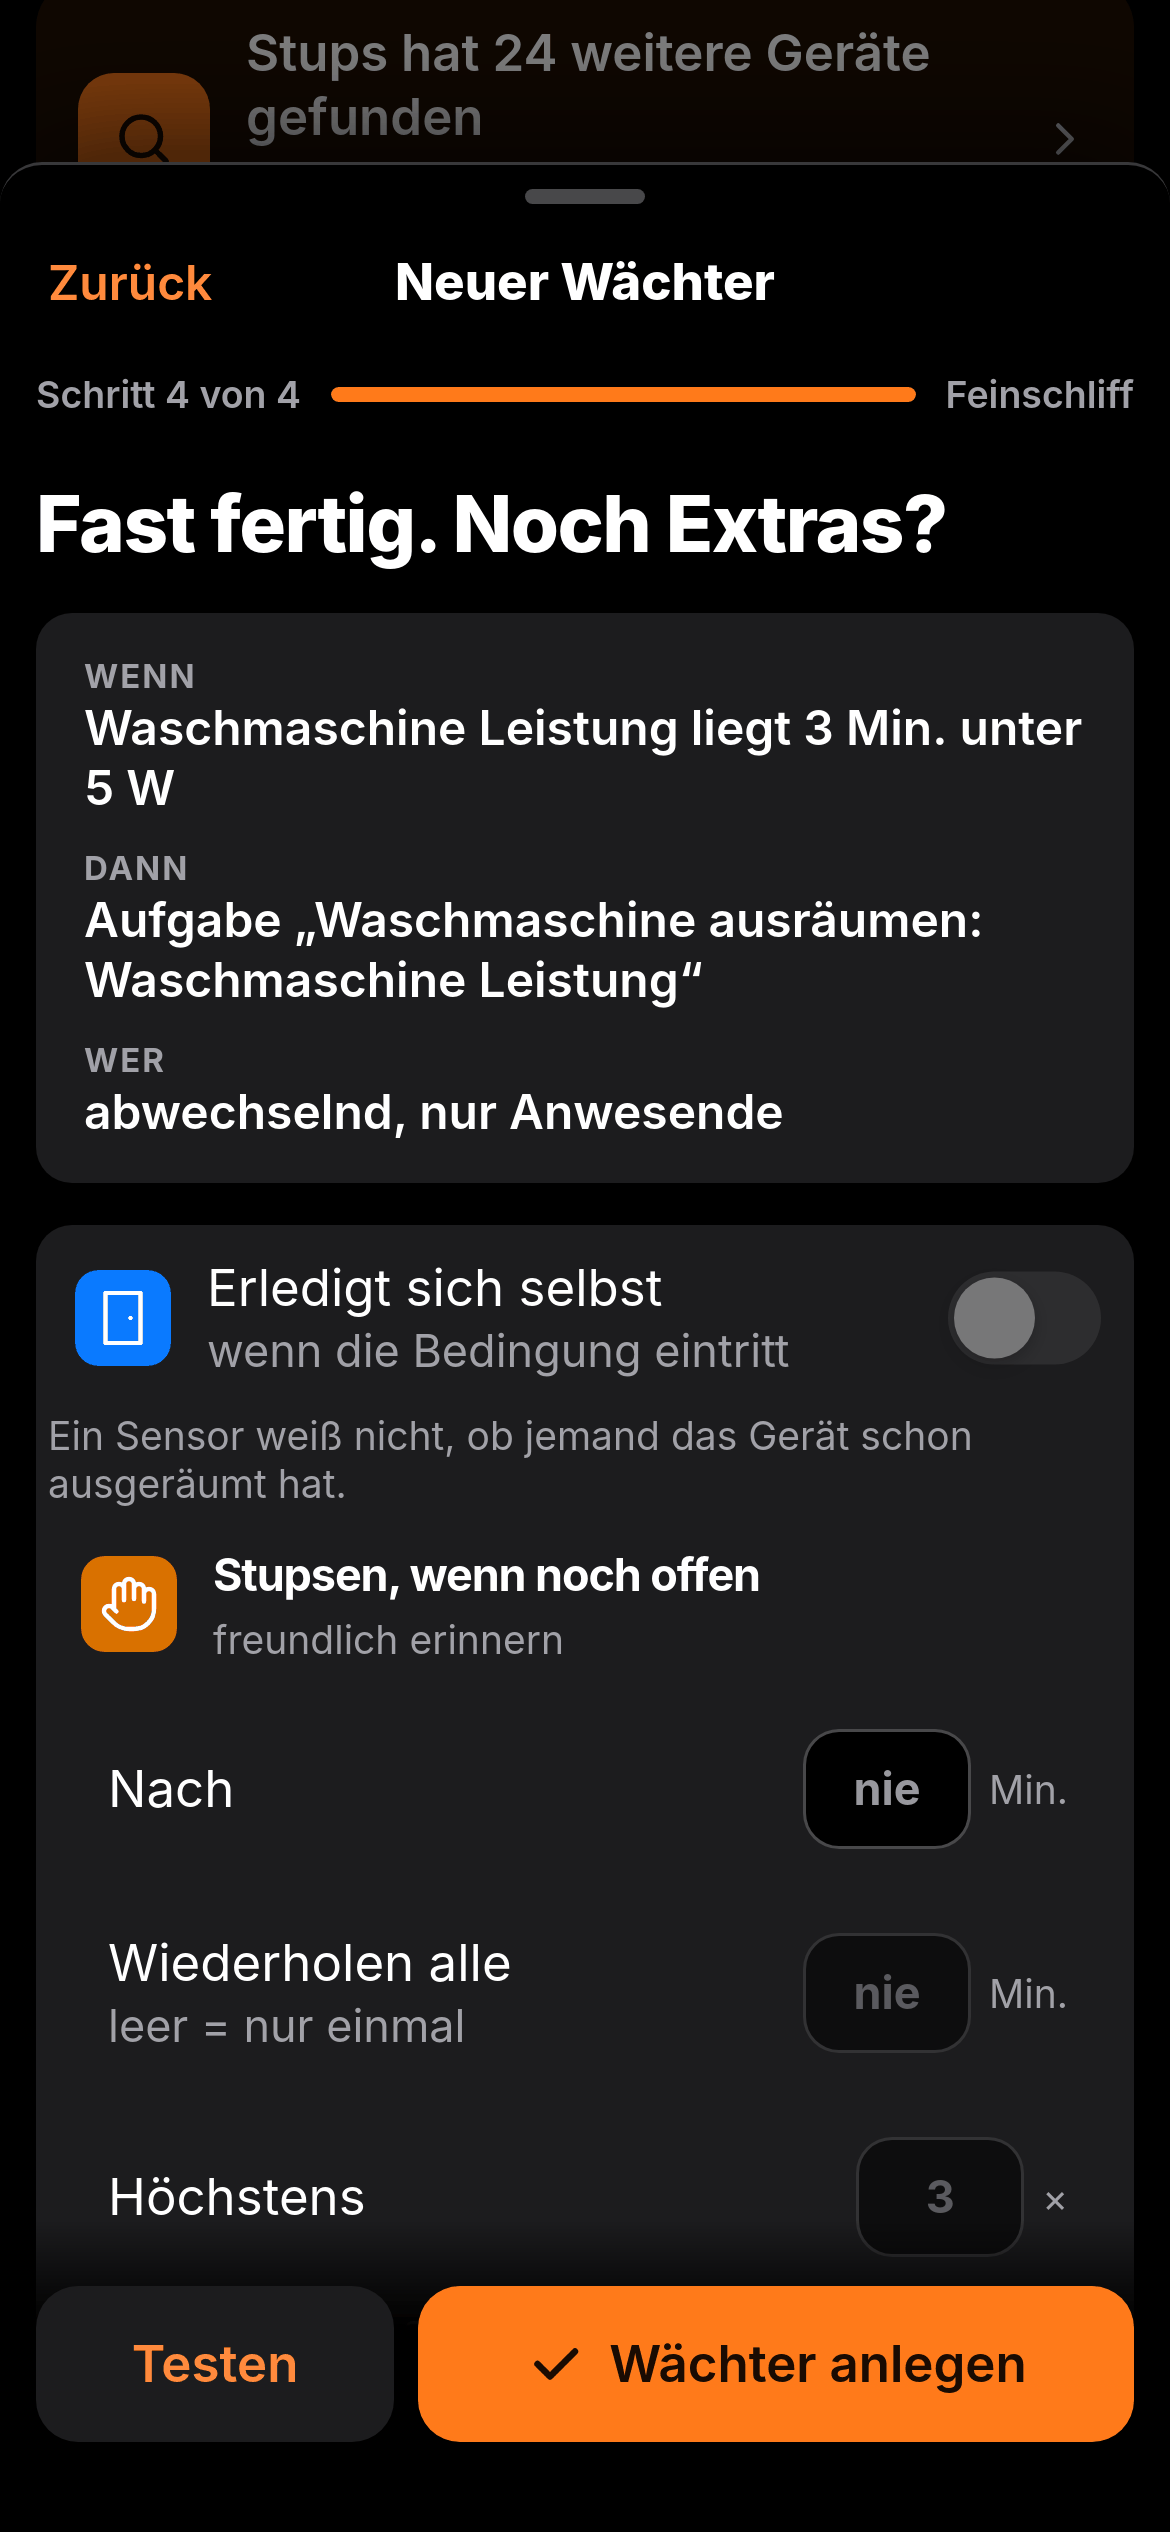 Stups hat 24 weitere Geräte
gefunden
Zurück
Neuer Wächter
Schritt 4 von 4
Feinschliff
Fast fertig. Noch Extras?
WENN
Waschmaschine Leistung liegt 3 Min. unter
5 W
DANN
Aufgabe „Waschmaschine ausräumen:
Waschmaschine Leistung“
WER
abwechselnd, nur Anwesende
Erledigt sich selbst
wenn die Bedingung eintritt
Ein Sensor weiß nicht, ob jemand das Gerät schon
ausgeräumt hat.
Stupsen, wenn noch offen
freundlich erinnern
Nach
nie Min.
Wiederholen alle
leer = nur einmal
nie Min.
Höchstens
3 ×
Testen
Wächter anlegen